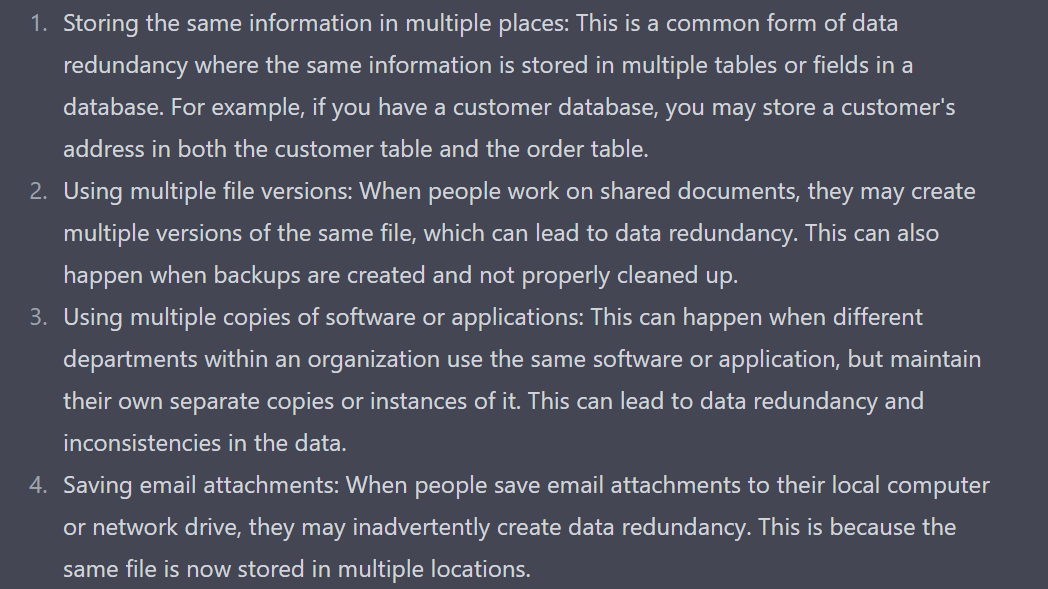 1. Storing the same information in multiple places: This is a common form of data
redundancy where the same information is stored in multiple tables or fields in a
database. For example, if you have a customer database, you may store a customer's
address in both the customer table and the order table.
2. Using multiple file versions: When people work on shared documents, they may create
multiple versions of the same file, which can lead to data redundancy. This can also
happen when backups are created and not properly cleaned up.
3. Using multiple copies of software or applications: This can happen when different
departments within an organization use the same software or application, but maintain
their own separate copies or instances of it. This can lead to data redundancy and
inconsistencies in the data.
4. Saving email attachments: When people save email attachments to their local computer
or network drive, they may inadvertently create data redundancy. This is because the
same file is now stored in multiple locations.